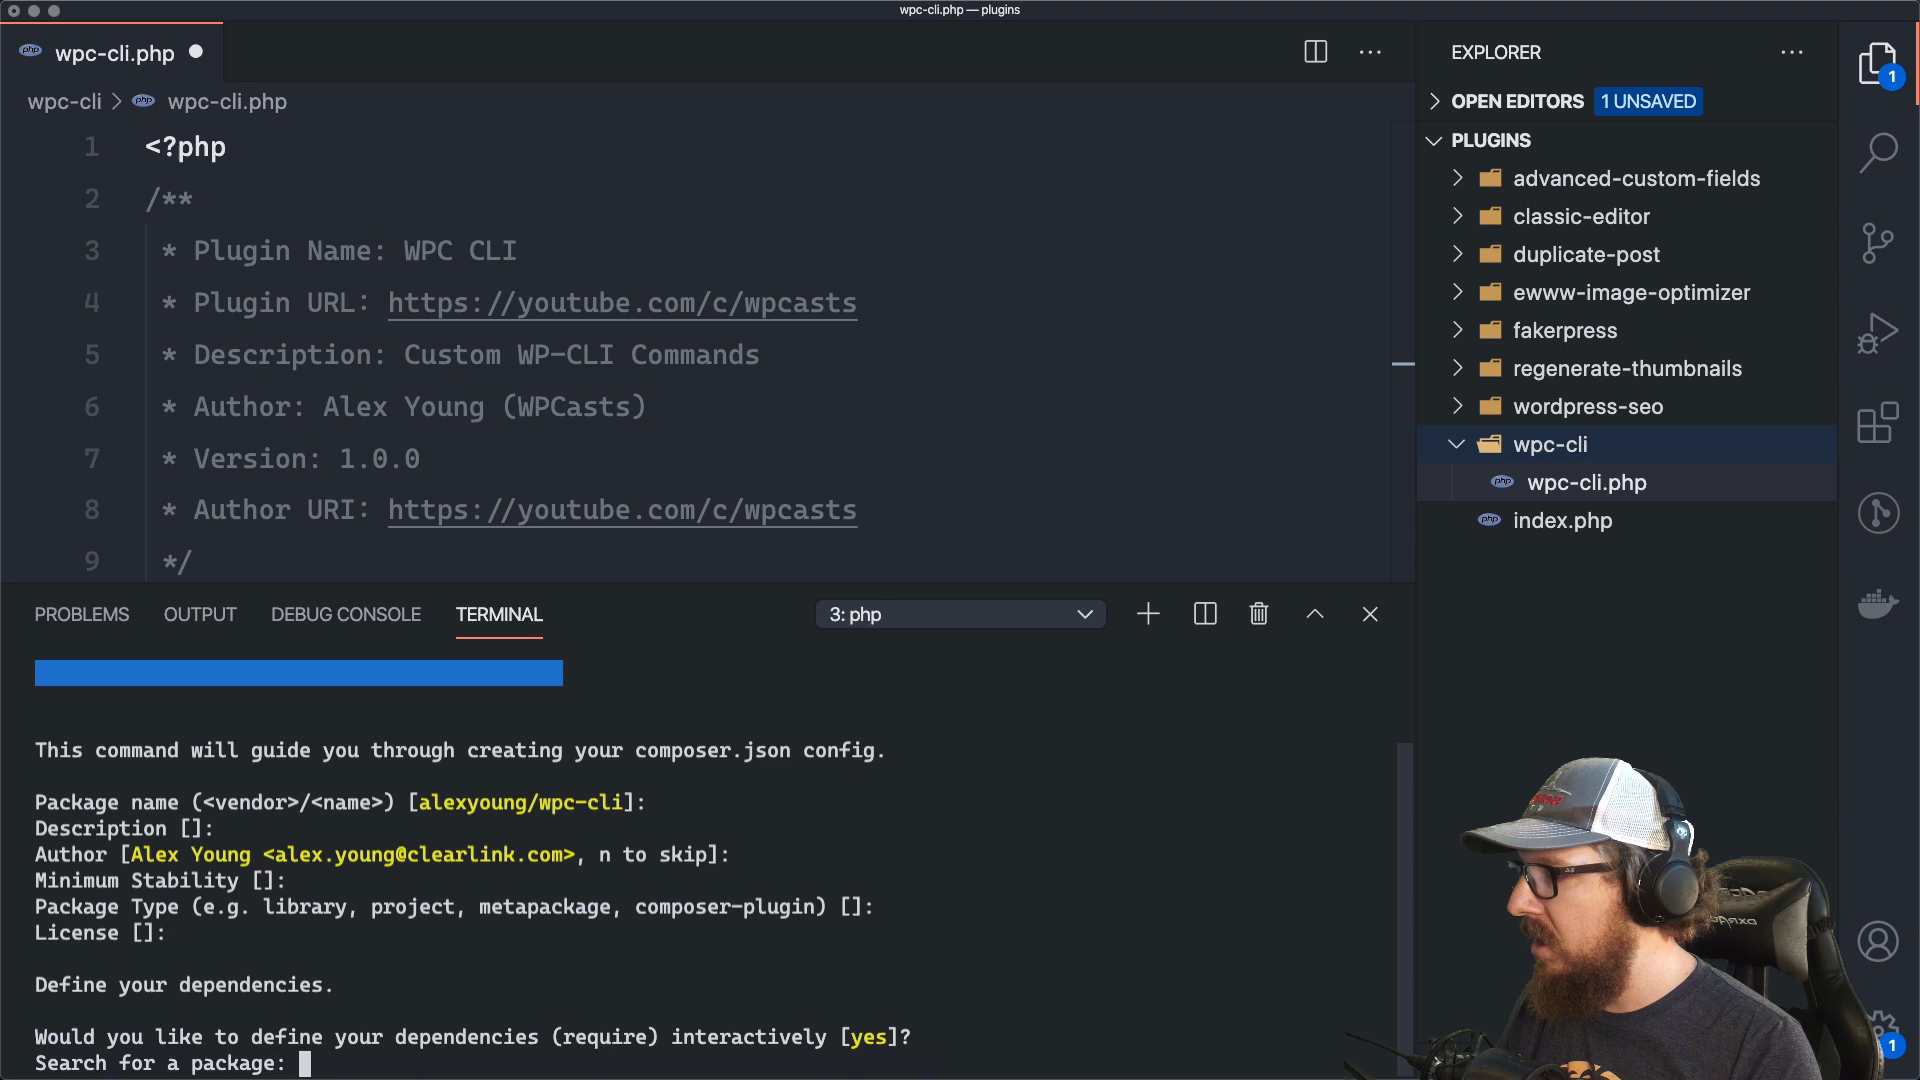 wpc-cli.php — plugins
wpc-cli.php
EXPLORER
wpc-cli > wpc-cli.php
OPEN EDITORS 1 UNSAVED
PLUGINS
1 <?php
2 /**
3 * Plugin Name: WPC CLI
4 * Plugin URL: https://youtube.com/c/wpcasts
5 * Description: Custom WP-CLI Commands
6 * Author: Alex Young (WPCasts)
7 * Version: 1.0.0
8 * Author URI: https://youtube.com/c/wpcasts
9 */
advanced-custom-fields
classic-editor
duplicate-post
ewww-image-optimizer
fakerpress
regenerate-thumbnails
wordpress-seo
wpc-cli
wpc-cli.php
index.php
1
PROBLEMS OUTPUT DEBUG CONSOLE TERMINAL 3: php
This command will guide you through creating your composer.json config.
Package name (<vendor>/<name>) [alexyoung/wpc-cli]:
Description []:
Author [Alex Young <alex.young@clearlink.com>, n to skip]:
Minimum Stability []:
Package Type (e.g. library, project, metapackage, composer-plugin) []:
License []:
Define your dependencies.
Would you like to define your dependencies (require) interactively [yes]?
Search for a package:
1